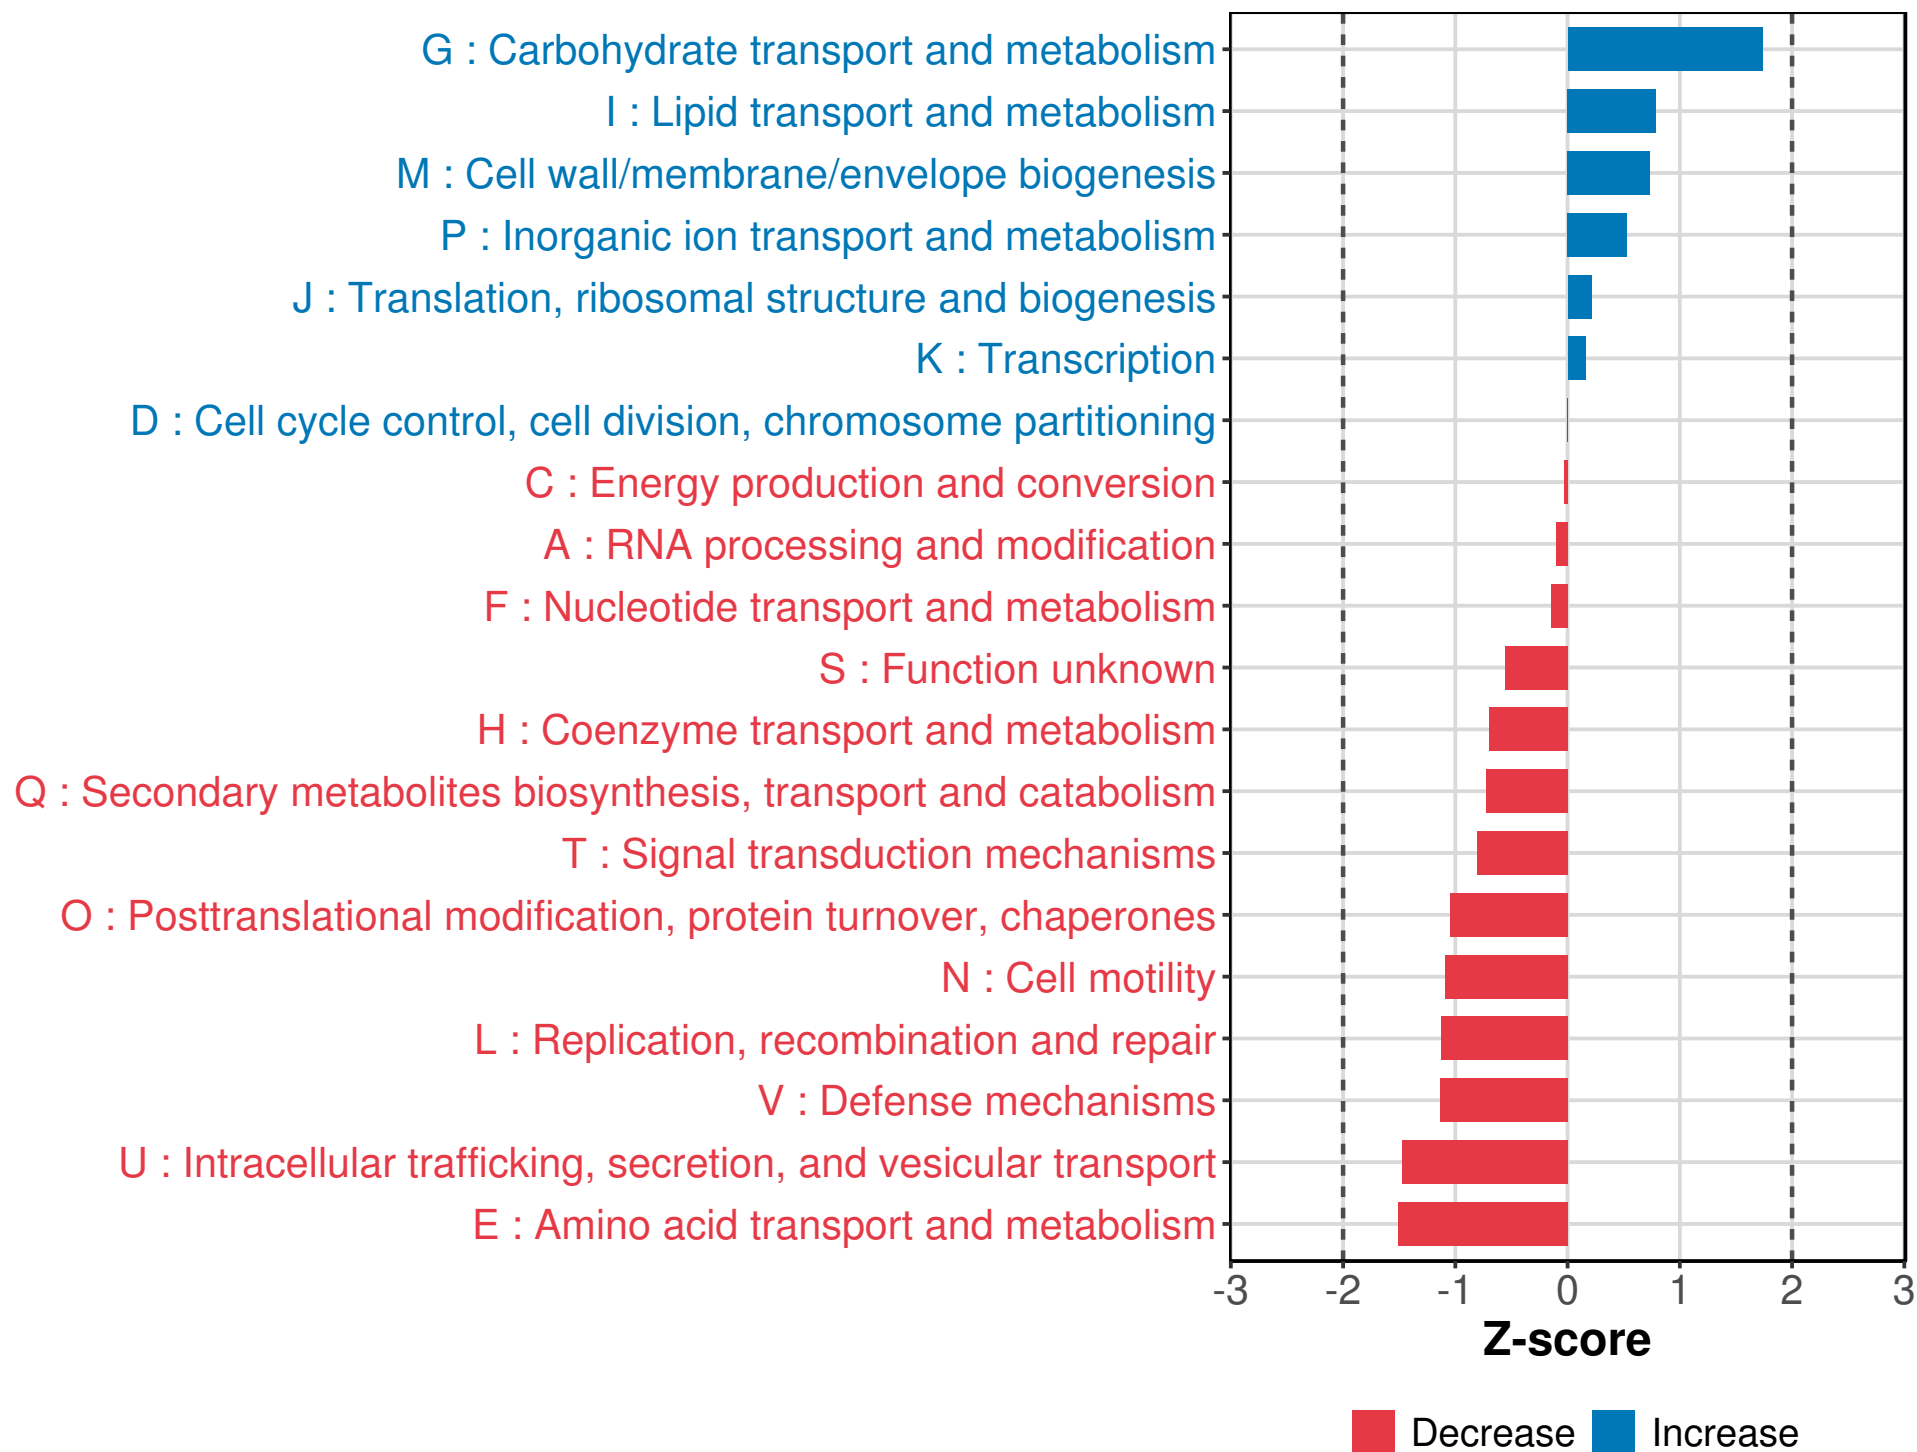 G : Carbohydrate transport and metabolism
I : Lipid transport and metabolism
M : Cell wall/membrane/envelope biogenesis
P : Inorganic ion transport and metabolism
J : Translation, ribosomal structure and biogenesis
K : Transcription
D : Cell cycle control, cell division, chromosome partitioning
C : Energy production and conversion
A : RNA processing and modification
F : Nucleotide transport and metabolism
S : Function unknown
H : Coenzyme transport and metabolism
Q : Secondary metabolites biosynthesis, transport and catabolism
T : Signal transduction mechanisms
O : Posttranslational modification, protein turnover, chaperones
N : Cell motility
L : Replication, recombination and repair
V : Defense mechanisms
U : Intracellular trafficking, secretion, and vesicular transport
E : Amino acid transport and metabolism
-3 -2 -1 0 1 2 3
Z-score
Decrease Increase